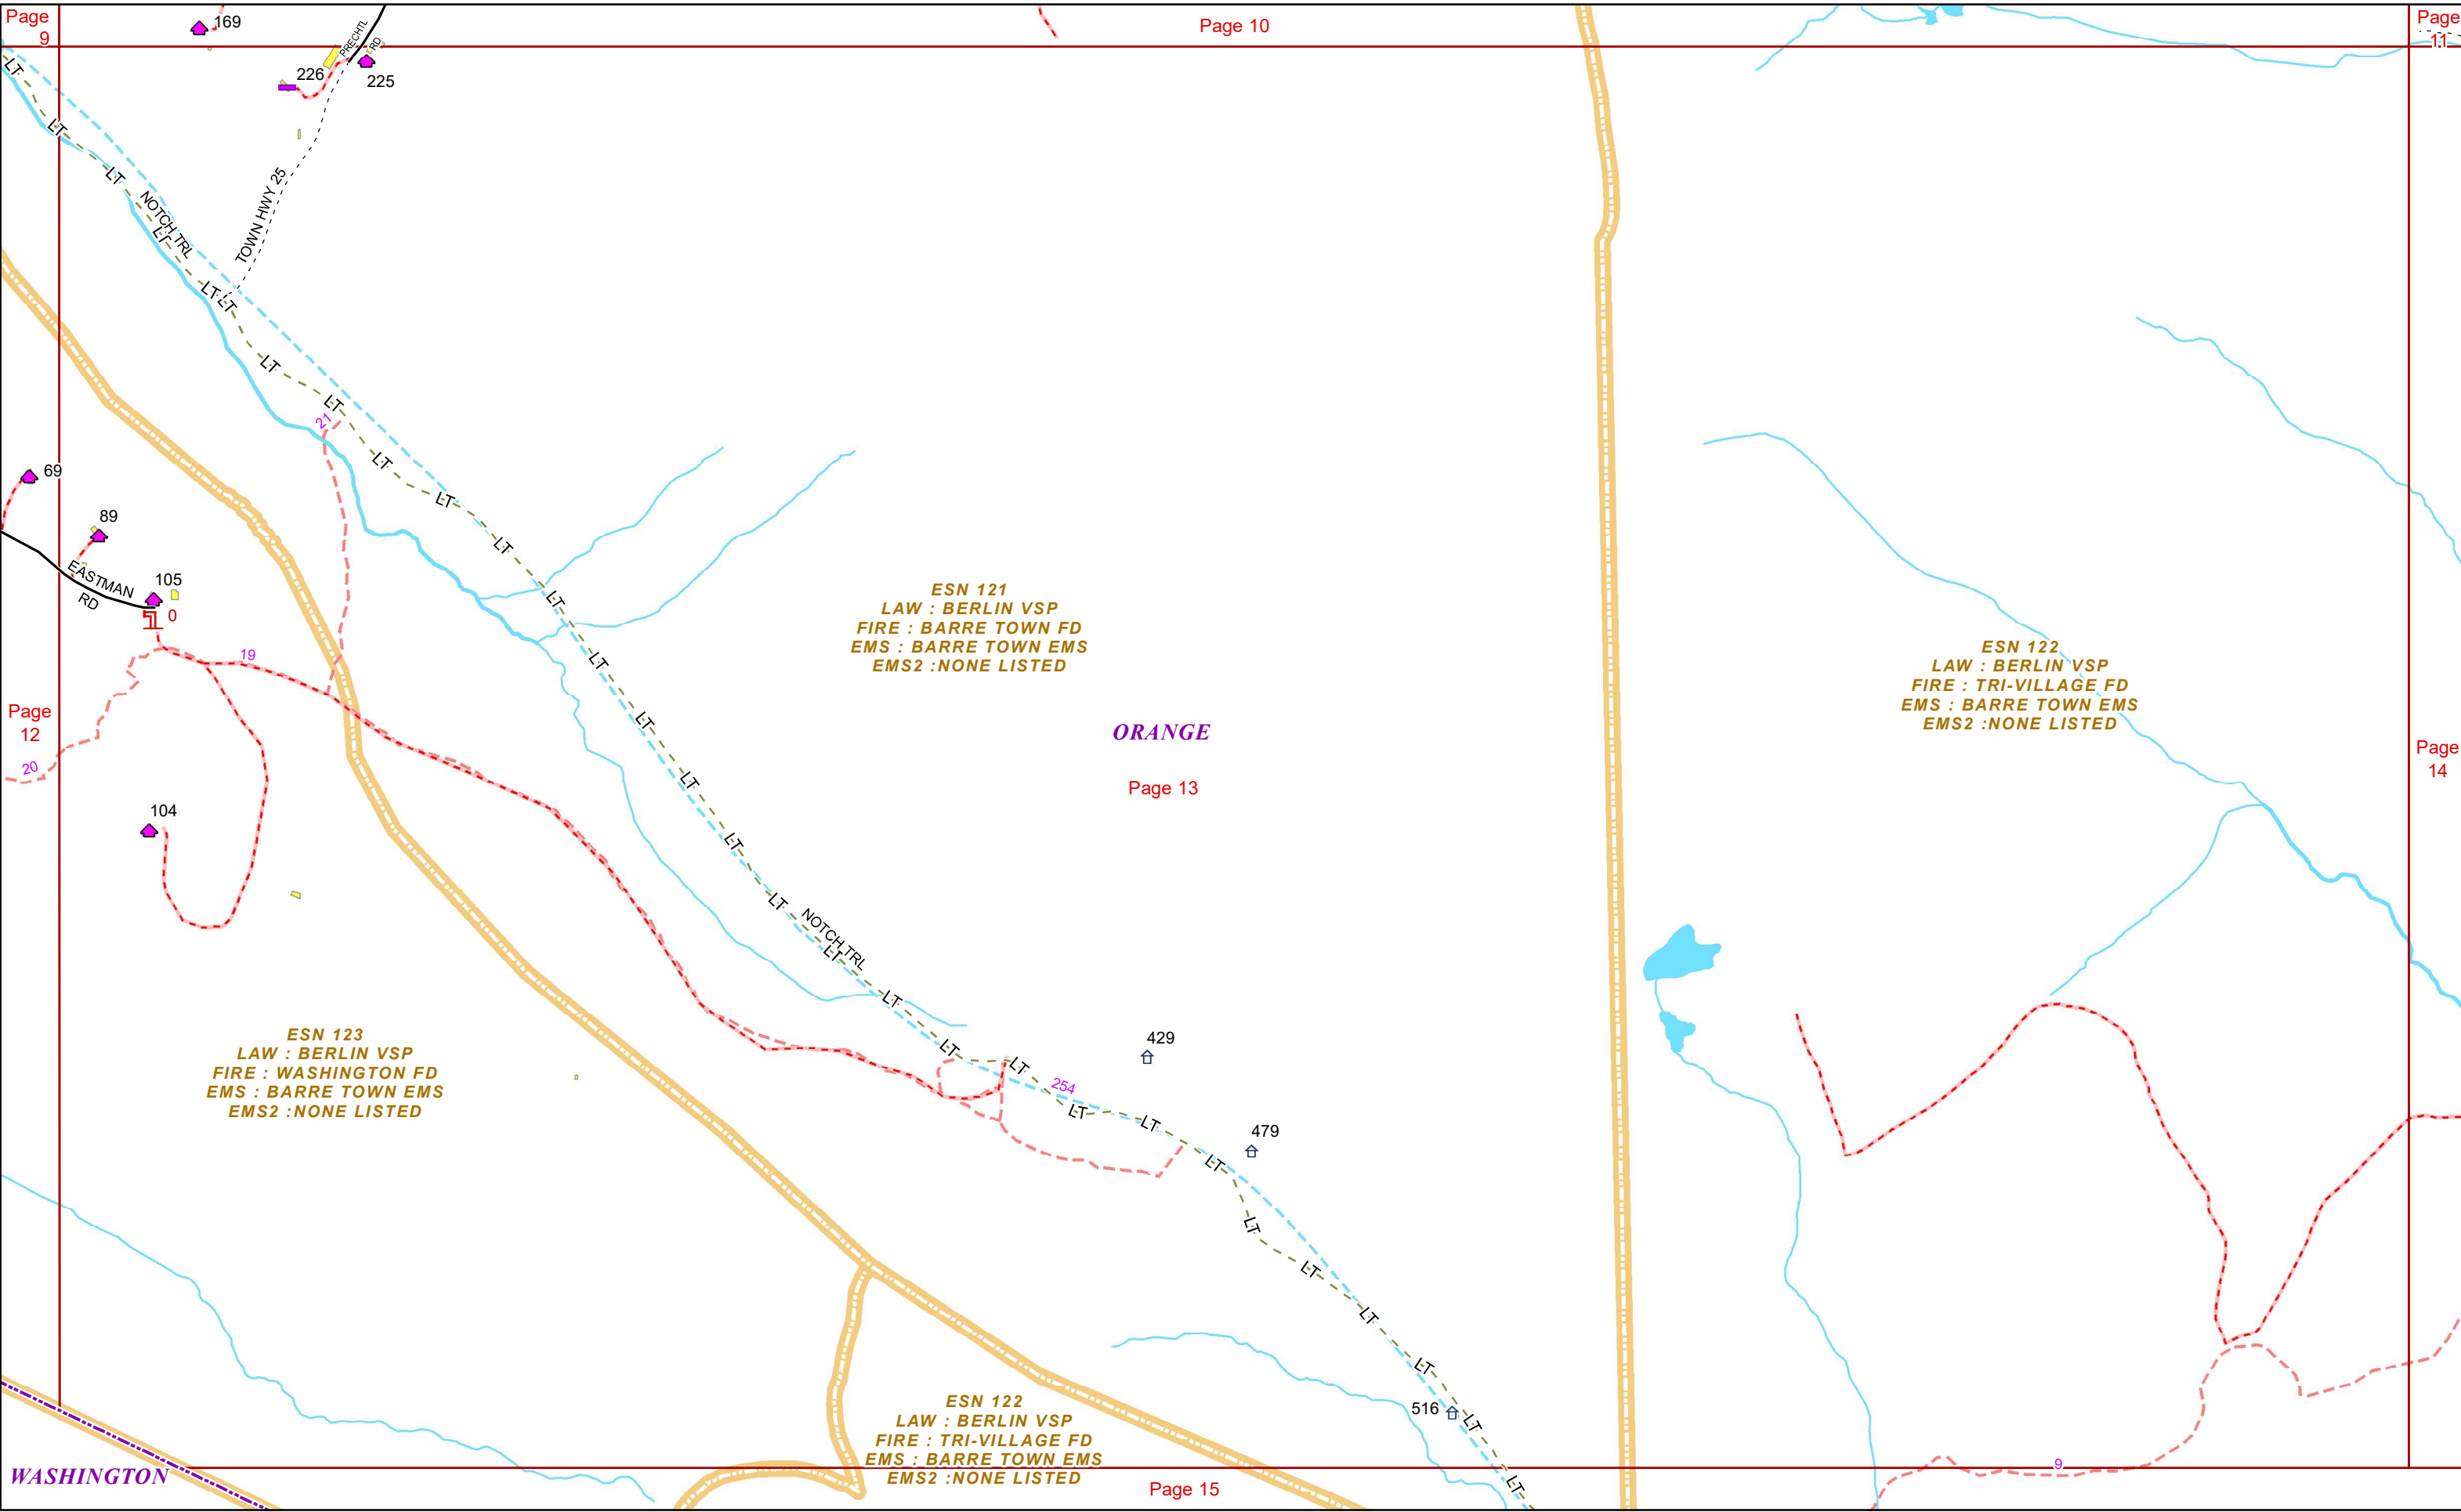 Page
9
169
PRECHTL
RD
Page 10
Page
11
226
225
LT
LT
LT
NOTCH TRL
LT
TOWN HWY 25
LT
LT
LT
LT
21
LT
LT
69
89
LT
EASTMAN
RD
105
0
LT
19
LT
ESN 121
LAW : BERLIN VSP
FIRE : BARRE TOWN FD
EMS : BARRE TOWN EMS
EMS2 :NONE LISTED
ESN 122
LAW : BERLIN VSP
FIRE : TRI-VILLAGE FD
EMS : BARRE TOWN EMS
EMS2 :NONE LISTED
Page
12
20
LT
ORANGE
Page
14
LT
Page 13
104
LT
LT
NOTCH TRL
LT
LT
ESN 123
LAW : BERLIN VSP
FIRE : WASHINGTON FD
EMS : BARRE TOWN EMS
EMS2 :NONE LISTED
LT
LT
254
429
LT
LT
479
LT
LT
LT
LT
LT
516
LT
ESN 122
LAW : BERLIN VSP
FIRE : TRI-VILLAGE FD
EMS : BARRE TOWN EMS
EMS2 :NONE LISTED
9
WASHINGTON
Page 15
LT